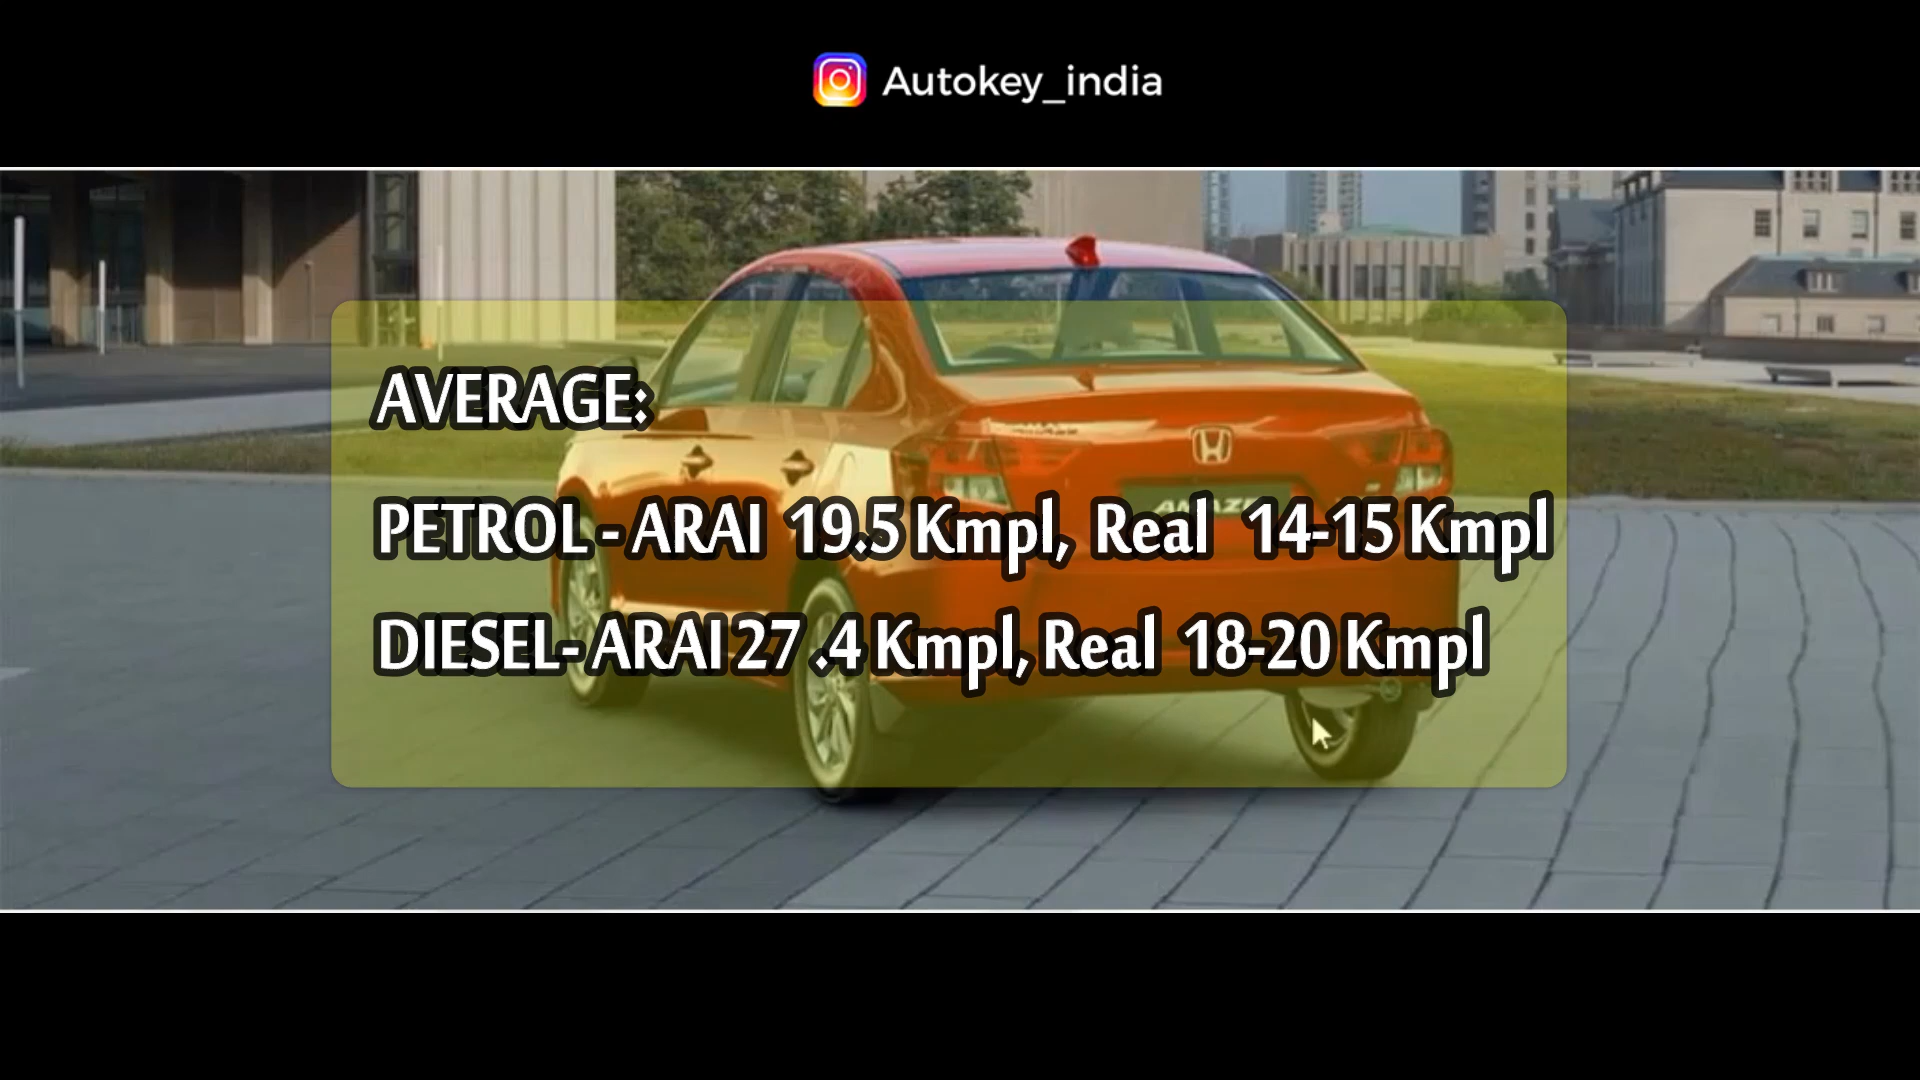 Autokey_india
AVERAGE:
AMAZE
PETROL - ARAI 19.5 Kmpl, Real 14-15 Kmpl
DIESEL- ARAI 27 .4 Kmpl, Real 18-20 Kmpl